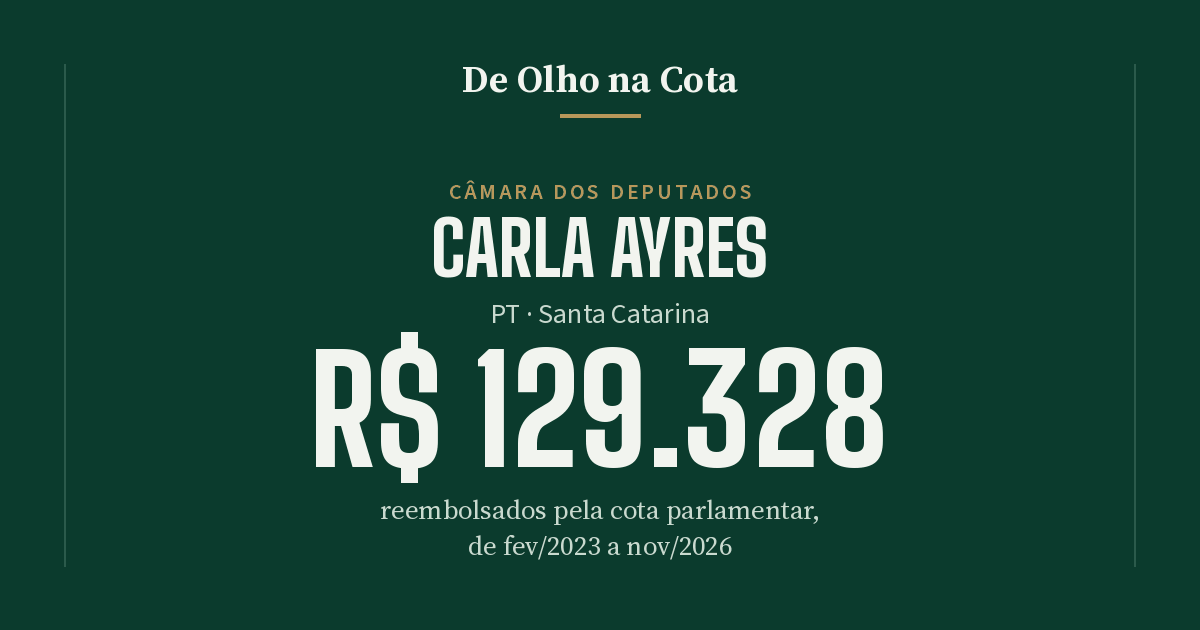 De Olho na Cota
CÂMARA DOS DEPUTADOS
CARLA AYRES
PT · Santa Catarina
R$ 129.328
reembolsados pela cota parlamentar,
de fev/2023 a nov/2026